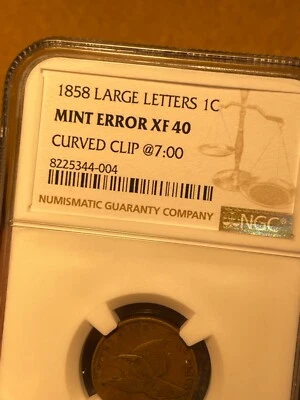 1858 LARGE LETTERS 1C
MINT ERROR XF 40
CURVED CLIP @7:00
8225344-004
NUMISMATIC GUARANTY COMPANY
NGC